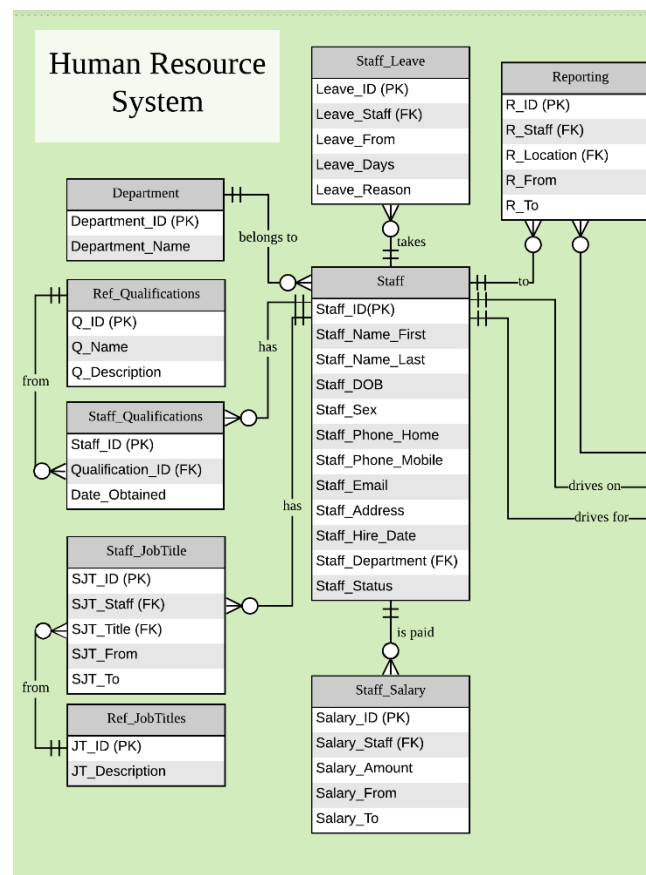 Human Resource
System
Staff_Leave
Leave_ID (PK)
Leave_Staff (FK)
Leave_From
Leave_Days
Leave_Reason
Reporting
R_ID (PK)
R_Staff (FK)
R_Location (FK)
R_From
R_To
Department
Department_ID (PK)
Department_Name
belongs to
takes
to
Ref_Qualifications
Q_ID (PK)
Q_Name
Q_Description
from
has
Staff_Qualifications
Staff_ID (PK)
Qualification_ID (FK)
Date_Obtained
Staff
Staff_ID(PK)
Staff_Name_First
Staff_Name_Last
Staff_DOB
Staff_Sex
Staff_Phone_Home
Staff_Phone_Mobile
Staff_Email
Staff_Address
Staff_Hire_Date
Staff_Department (FK)
Staff_Status
drives on
drives for
has
Staff_JobTitle
SJT_ID (PK)
SJT_Staff (FK)
SJT_Title (FK)
SJT_From
SJT_To
from
Ref_JobTitles
JT_ID (PK)
JT_Description
is paid
Staff_Salary
Salary_ID (PK)
Salary_Staff (FK)
Salary_Amount
Salary_From
Salary_To